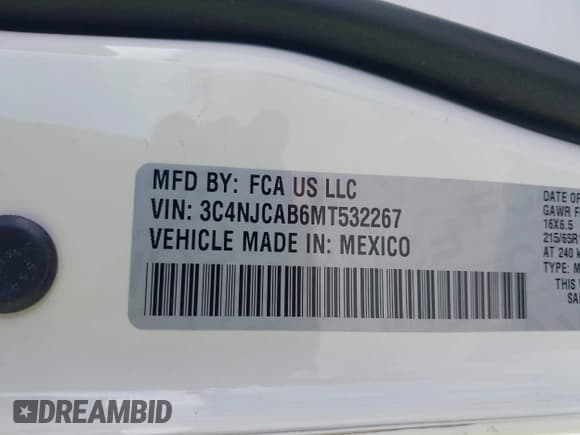 MFD BY: FCA US LLC
VIN: 3C4NJCAB6MT532267
VEHICLE MADE IN: MEXICO
DATE OF
GAWR F
16X6.5
215/65R
AT 240 k
TYPE: M
THIS
SA
DREAMBID